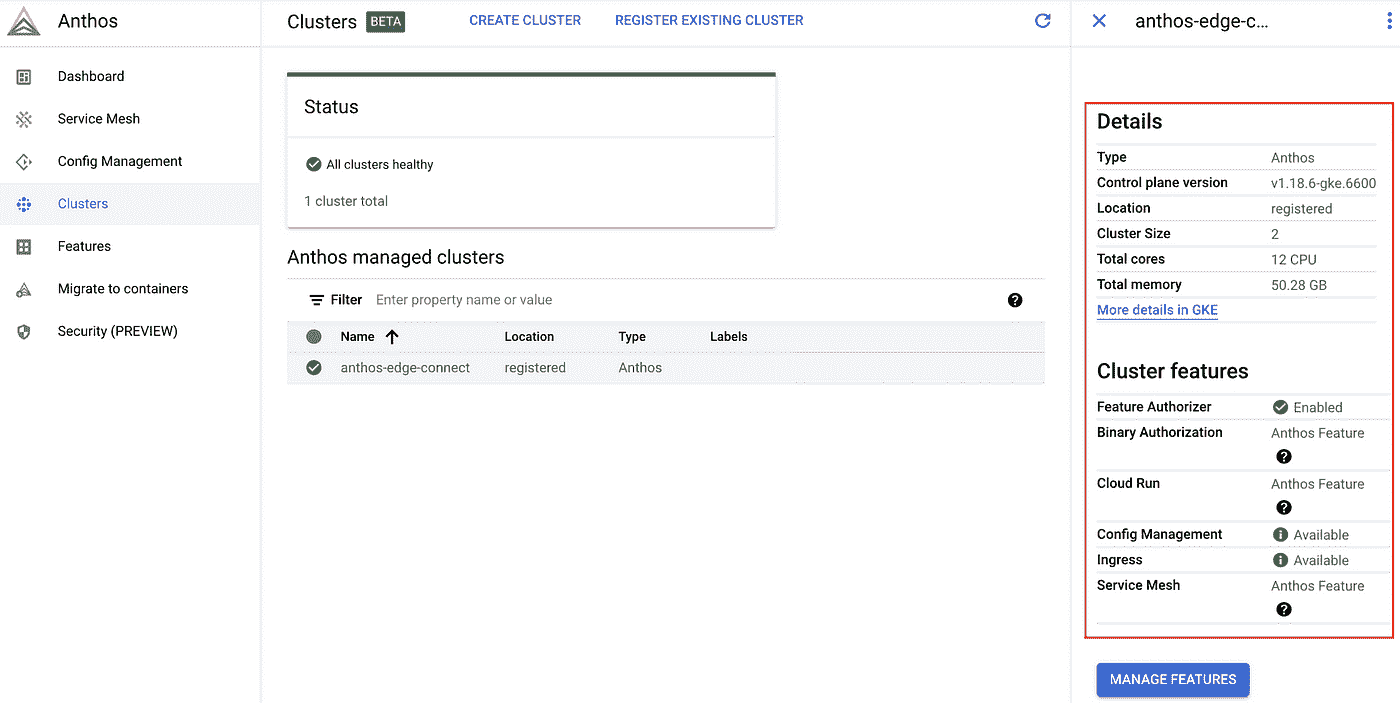 Anthos
Clusters BETA
CREATE CLUSTER
REGISTER EXISTING CLUSTER
anthos-edge-c...
Dashboard
Service Mesh
Config Management
Clusters
Features
Migrate to containers
Security (PREVIEW)
Status
All clusters healthy
1 cluster total
Anthos managed clusters
Filter Enter property name or value
Name Location Type Labels
anthos-edge-connect registered Anthos
Details
Type Anthos
Control plane version v1.18.6-gke.6600
Location registered
Cluster Size 2
Total cores 12 CPU
Total memory 50.28 GB
More details in GKE
Cluster features
Feature Authorizer Enabled
Binary Authorization Anthos Feature
Cloud Run Anthos Feature
Config Management Available
Ingress Available
Service Mesh Anthos Feature
MANAGE FEATURES